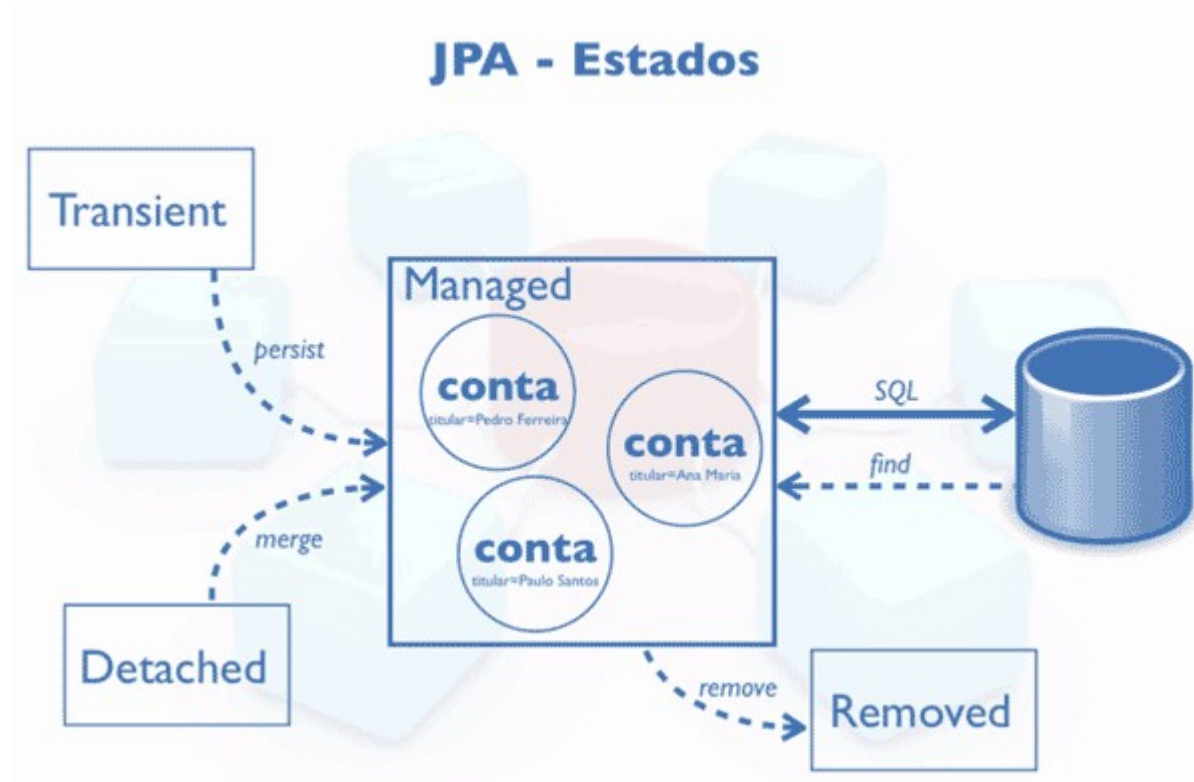 JPA - Estados
Transient
Managed
persist
conta
titular=Pedro Ferreira
conta
titular=Ana Maria
SQL
find
merge
conta
titular=Paulo Santos
Detached
remove
Removed